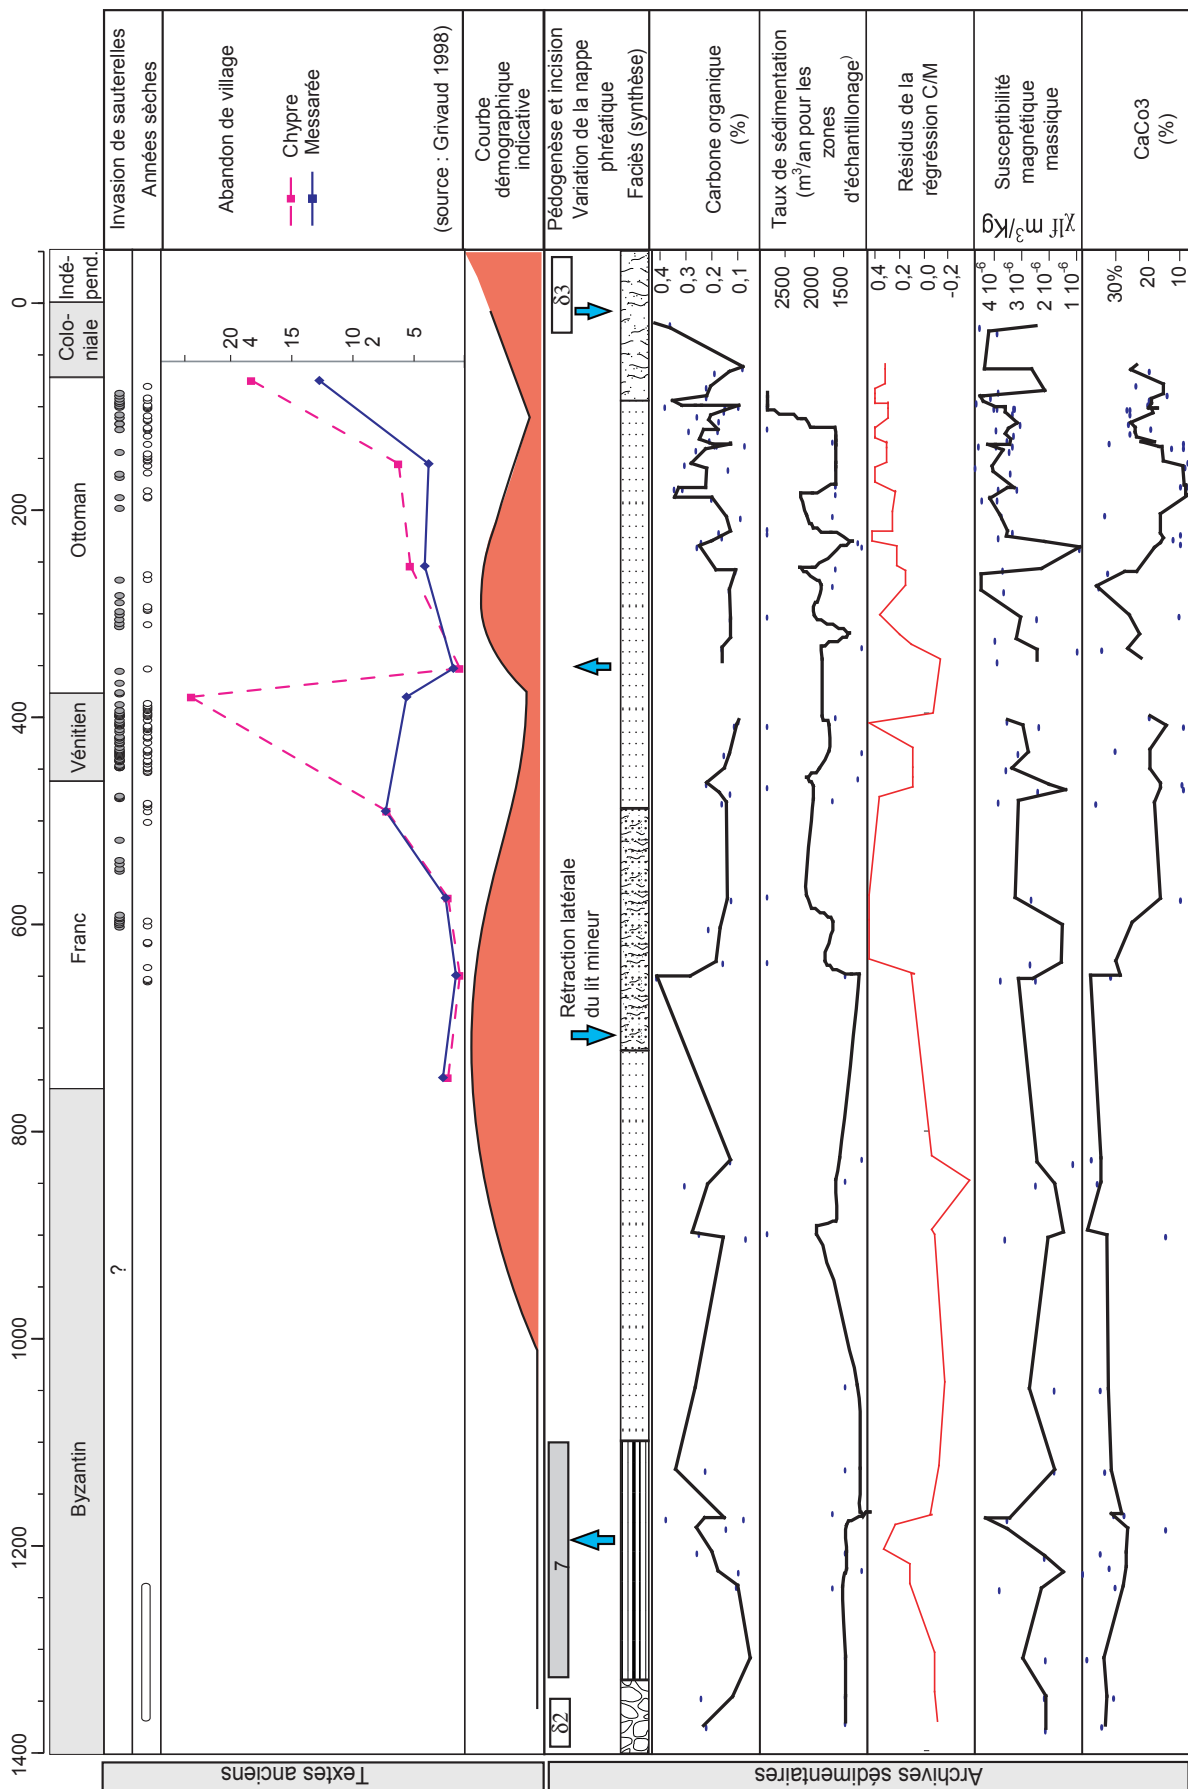 1400
1200
1000
800
600
400
200
0
Byzantin
Franc
Vénitien
Ottoman
Colo-
niale
Indé-
pend.
Textes anciens
?
Invasion de sauterelles
Années sèches
20
15
10
5
4
2
Abandon de village
Chypre
Messarée
(source : Grivaud 1998)
Courbe
démographique
indicative
Archives sédimentaires
δ2
7
Rétraction latérale
du lit mineur
δ3
Pédogenèse et incision
Variation de la nappe
phréatique
Faciès (synthèse)
0,4
0,3
0,2
0,1
Carbone organique
(%)
2500
2000
1500
Taux de sédimentation
(m³/an pour les
zones
d'échantillonage)
0,4
0,2
0,0
-0,2
Résidus de la
régression C/M
4 10⁻⁶
3 10⁻⁶
2 10⁻⁶
1 10⁻⁶
χlf m³/Kg
Susceptibilité
magnétique
massique
30%
20
10
CaCo3
(%)